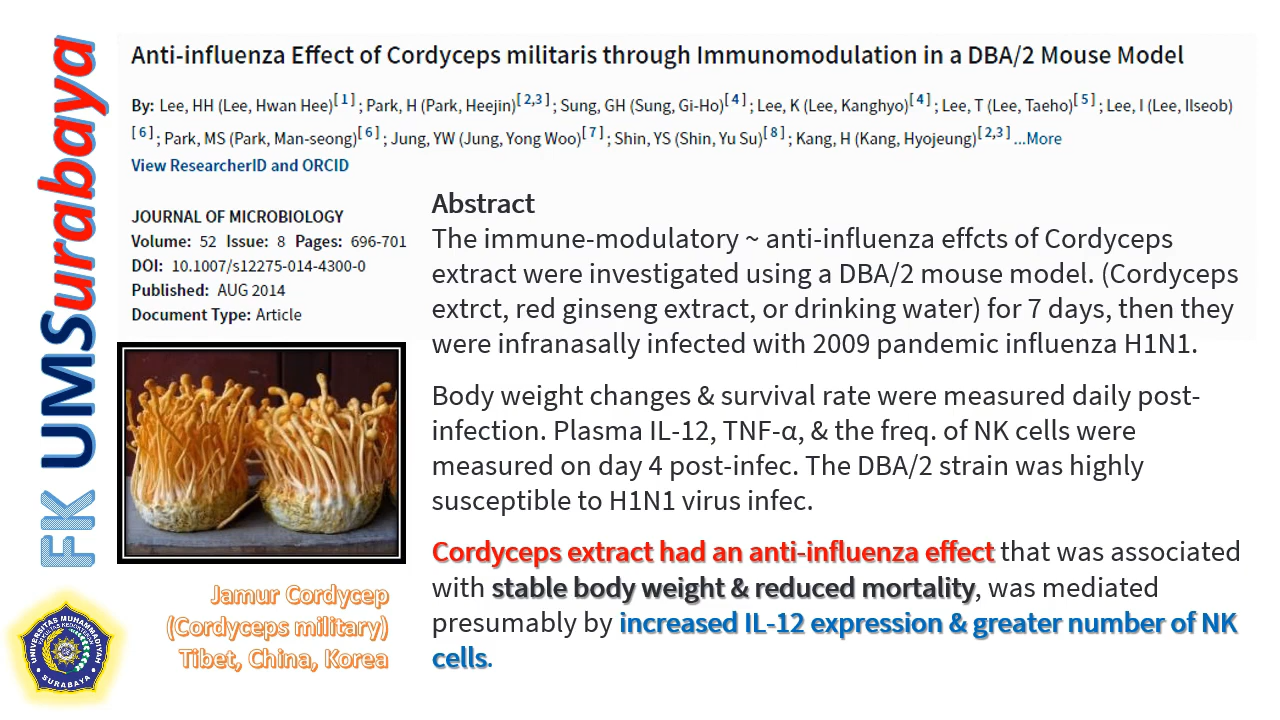 FK UMSurabaya
Anti-influenza Effect of Cordyceps militaris through Immunomodulation in a DBA/2 Mouse Model
By: Lee, HH (Lee, Hwan Hee)[ 1 ] ; Park, H (Park, Heejin)[ 2,3 ] ; Sung, GH (Sung, Gi-Ho)[ 4 ] ; Lee, K (Lee, Kanghyo)[ 4 ] ; Lee, T (Lee, Taeho)[ 5 ] ; Lee, I (Lee, Ilseob)
[ 6 ] ; Park, MS (Park, Man-seong)[ 6 ] ; Jung, YW (Jung, Yong Woo)[ 7 ] ; Shin, YS (Shin, Yu Su)[ 8 ] ; Kang, H (Kang, Hyojeung)[ 2,3 ] ...More
View ResearcherID and ORCID
JOURNAL OF MICROBIOLOGY
Volume: 52 Issue: 8 Pages: 696-701
DOI: 10.1007/s12275-014-4300-0
Published: AUG 2014
Document Type: Article
Abstract
The immune-modulatory ~ anti-influenza effcts of Cordyceps
extract were investigated using a DBA/2 mouse model. (Cordyceps
extrct, red ginseng extract, or drinking water) for 7 days, then they
were infranasally infected with 2009 pandemic influenza H1N1.
Body weight changes & survival rate were measured daily post-
infection. Plasma IL-12, TNF-α, & the freq. of NK cells were
measured on day 4 post-infec. The DBA/2 strain was highly
susceptible to H1N1 virus infec.
Cordyceps extract had an anti-influenza effect that was associated
with stable body weight & reduced mortality, was mediated
presumably by increased IL-12 expression & greater number of NK
cells.
Jamur Cordycep
(Cordyceps military)
Tibet, China, Korea
UNIVERSITAS MUHAMMADIYAH
FAKULTAS KEDOKTERAN
SURABAYA